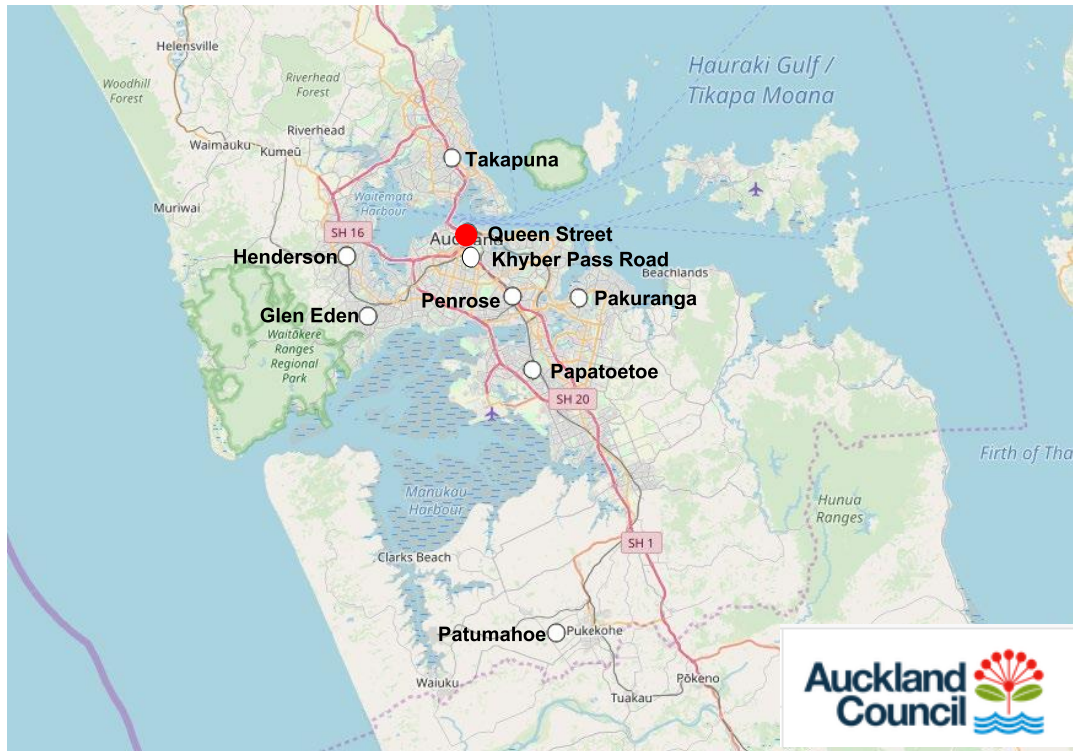 Helensville
Woodhill
Forest
Riverhead
Forest
Hauraki Gulf /
Tīkapa Moana
Riverhead
Waimauku
Kumeū
Takapuna
Muriwai
Waitematā
Harbour
SH 16
Queen Street
Henderson
Khyber Pass Road
Beachlands
Penrose
Pakuranga
Glen Eden
Waitākere
Ranges
Regional
Park
Papatoetoe
SH 20
Firth of Tha
Manukau
Harbour
Hunua
Ranges
SH 1
Clarks Beach
Patumahoe
Pukekohe
Waiuku
Pōkeno
Tuakau
Auckland
Council